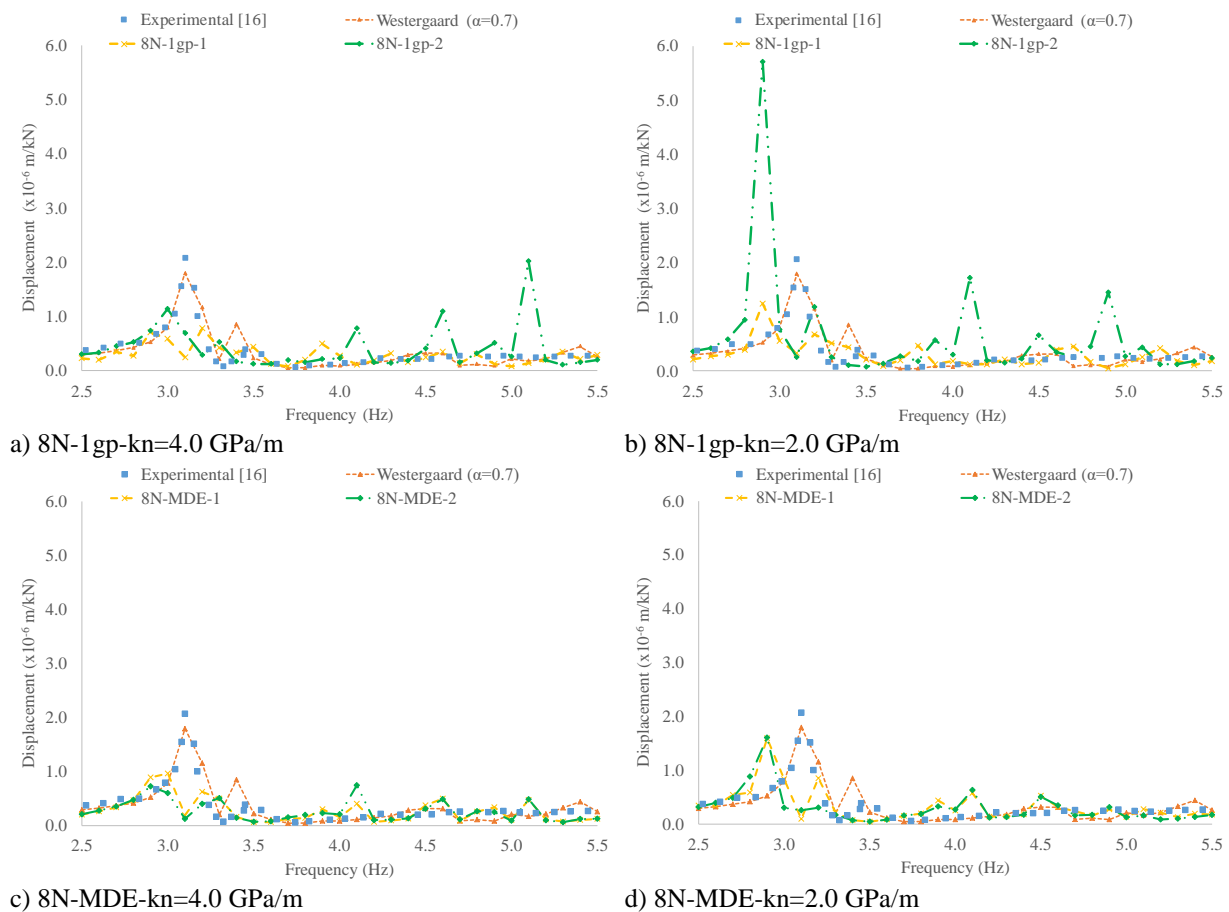 Experimental [16]
Westergaard (α=0.7)
8N-1gp-1
8N-1gp-2
6.0
5.0
4.0
3.0
2.0
1.0
0.0
Displacement (x10⁻⁶ m/kN)
2.5 3.0 3.5 4.0 4.5 5.0 5.5
Frequency (Hz)
a) 8N-1gp-kn=4.0 GPa/m
Experimental [16]
Westergaard (α=0.7)
8N-1gp-1
8N-1gp-2
6.0
5.0
4.0
3.0
2.0
1.0
0.0
Displacement (x10⁻⁶ m/kN)
2.5 3.0 3.5 4.0 4.5 5.0 5.5
Frequency (Hz)
b) 8N-1gp-kn=2.0 GPa/m
Experimental [16]
Westergaard (α=0.7)
8N-MDE-1
8N-MDE-2
6.0
5.0
4.0
3.0
2.0
1.0
0.0
Displacement (x10⁻⁶ m/kN)
2.5 3.0 3.5 4.0 4.5 5.0 5.5
Frequency (Hz)
c) 8N-MDE-kn=4.0 GPa/m
Experimental [16]
Westergaard (α=0.7)
8N-MDE-1
8N-MDE-2
6.0
5.0
4.0
3.0
2.0
1.0
0.0
Displacement (x10⁻⁶ m/kN)
2.5 3.0 3.5 4.0 4.5 5.0 5.5
Frequency (Hz)
d) 8N-MDE-kn=2.0 GPa/m